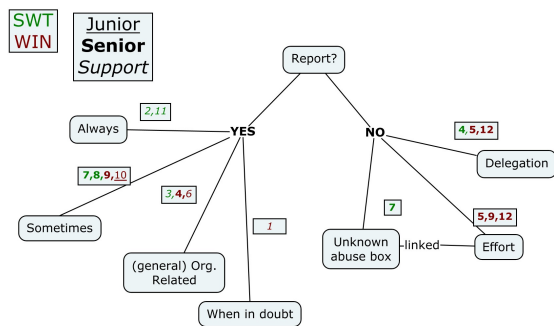 SWT
WIN
Junior
Senior
Support
Report?
2,11
Always
YES
NO
4,5,12
Delegation
7,8,9,10
3,4,6
7
5,9,12
Sometimes
1
Unknown
abuse box
linked
Effort
(general) Org.
Related
When in doubt